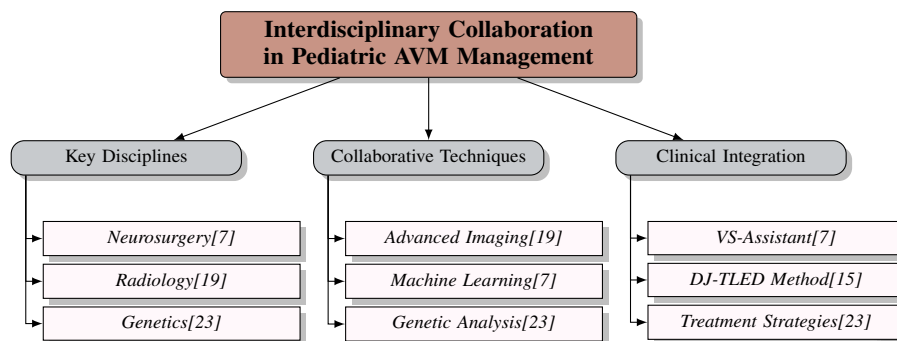 Interdisciplinary Collaboration
in Pediatric AVM Management
Key Disciplines
Neurosurgery[7]
Radiology[19]
Genetics[23]
Collaborative Techniques
Advanced Imaging[19]
Machine Learning[7]
Genetic Analysis[23]
Clinical Integration
VS-Assistant[7]
DJ-TLED Method[15]
Treatment Strategies[23]